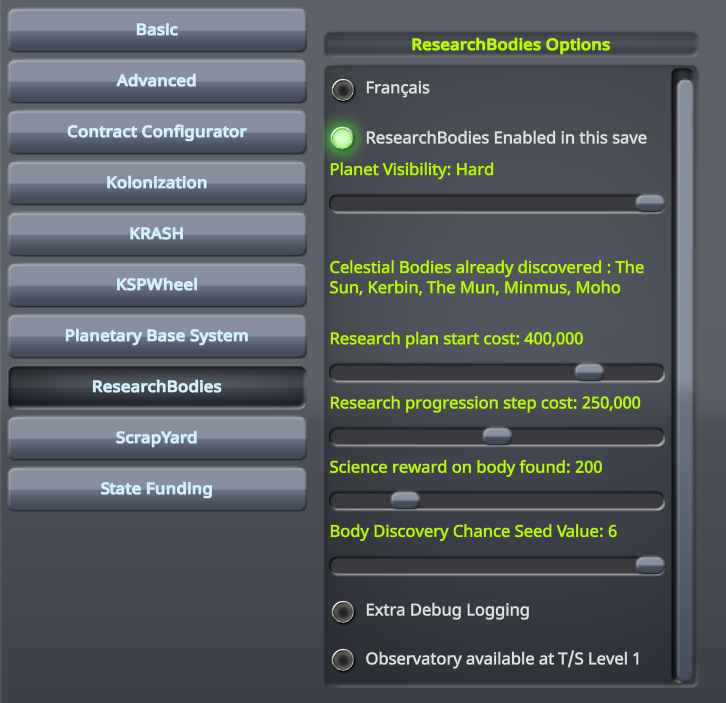 Basic
Advanced
Contract Configurator
Kolonization
KRASH
KSPWheel
Planetary Base System
ResearchBodies
ScrapYard
State Funding
ResearchBodies Options
Français
ResearchBodies Enabled in this save
Planet Visibility: Hard
Celestial Bodies already discovered : The
Sun, Kerbin, The Mun, Minmus, Moho
Research plan start cost: 400,000
Research progression step cost: 250,000
Science reward on body found: 200
Body Discovery Chance Seed Value: 6
Extra Debug Logging
Observatory available at T/S Level 1